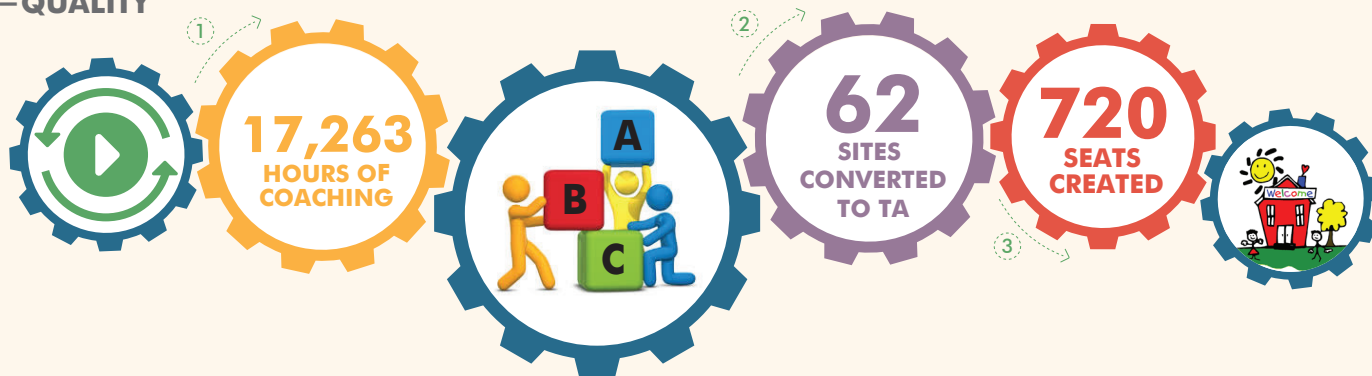 –QUALITY
1
17,263
HOURS OF
COACHING
A
B
C
2
62
SITES
CONVERTED
TO TA
720
SEATS
CREATED
3
Welcome